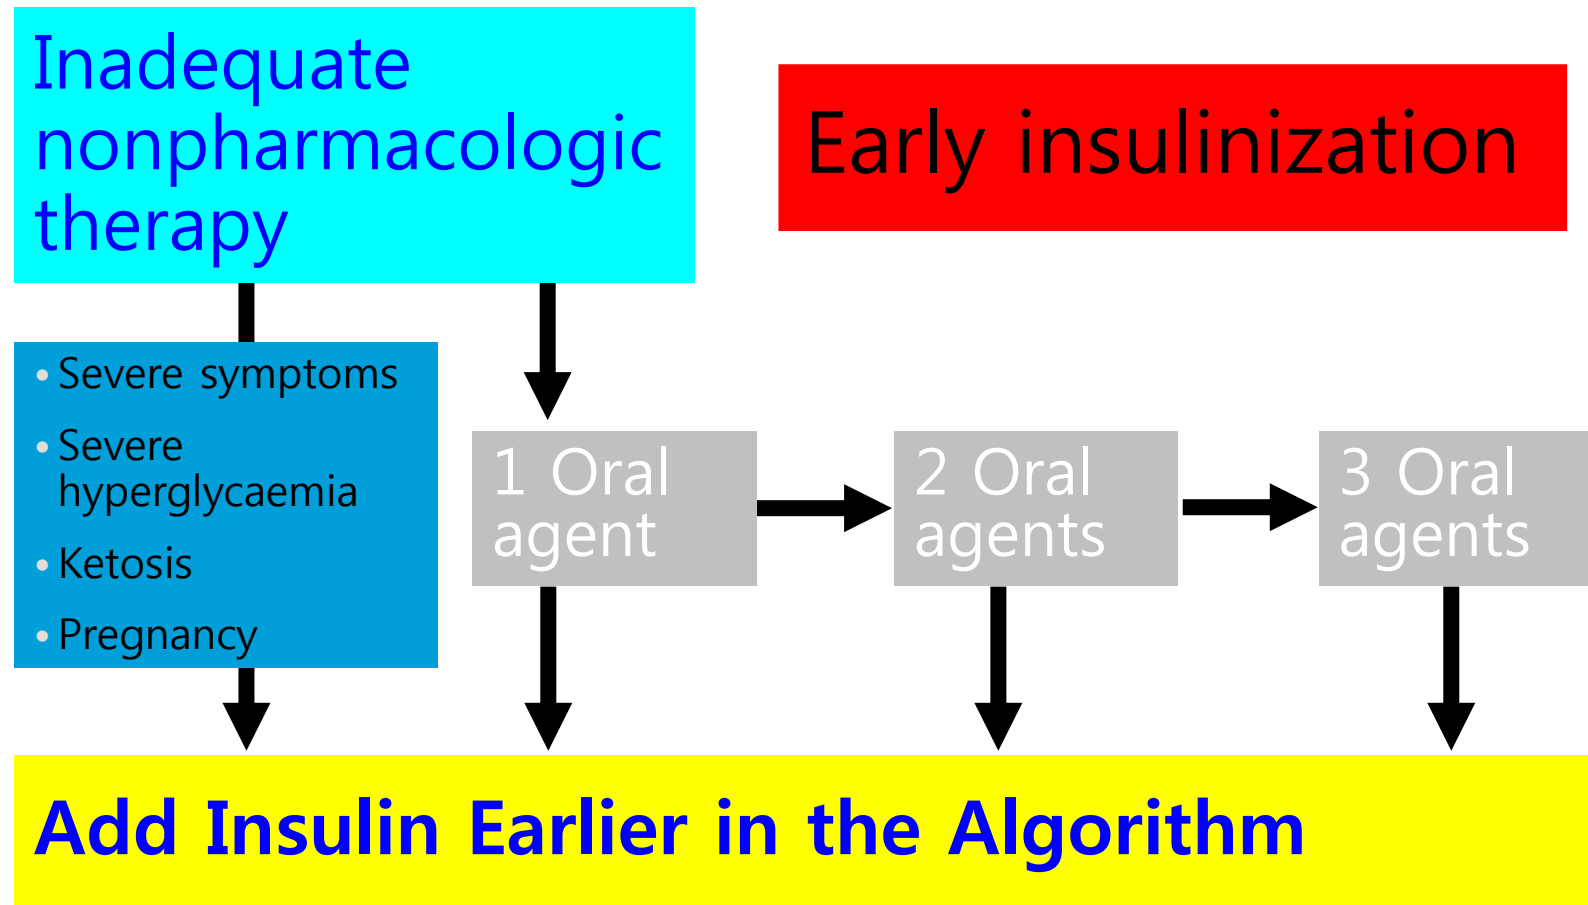 Inadequate
nonpharmacologic
therapy
Early insulinization
• Severe symptoms
• Severe
hyperglycaemia
• Ketosis
• Pregnancy
1 Oral
agent
2 Oral
agents
3 Oral
agents
Add Insulin Earlier in the Algorithm